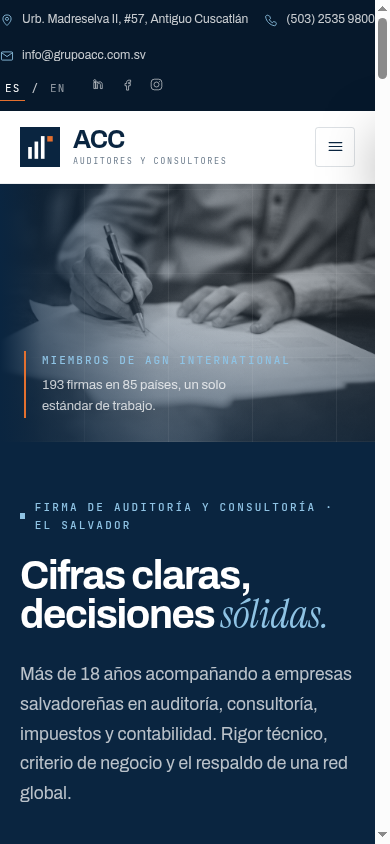 Urb. Madreselva II, #57, Antiguo Cuscatlán (503) 2535 9800
info@grupoacc.com.sv
ES / EN
ACC
AUDITORES Y CONSULTORES
MIEMBROS DE AGN INTERNATIONAL
193 firmas en 85 países, un solo
estándar de trabajo.
FIRMA DE AUDITORÍA Y CONSULTORÍA ·
EL SALVADOR
Cifras claras,
decisiones sólidas.
Más de 18 años acompañando a empresas
salvadoreñas en auditoría, consultoría,
impuestos y contabilidad. Rigor técnico,
criterio de negocio y el respaldo de una red
global.